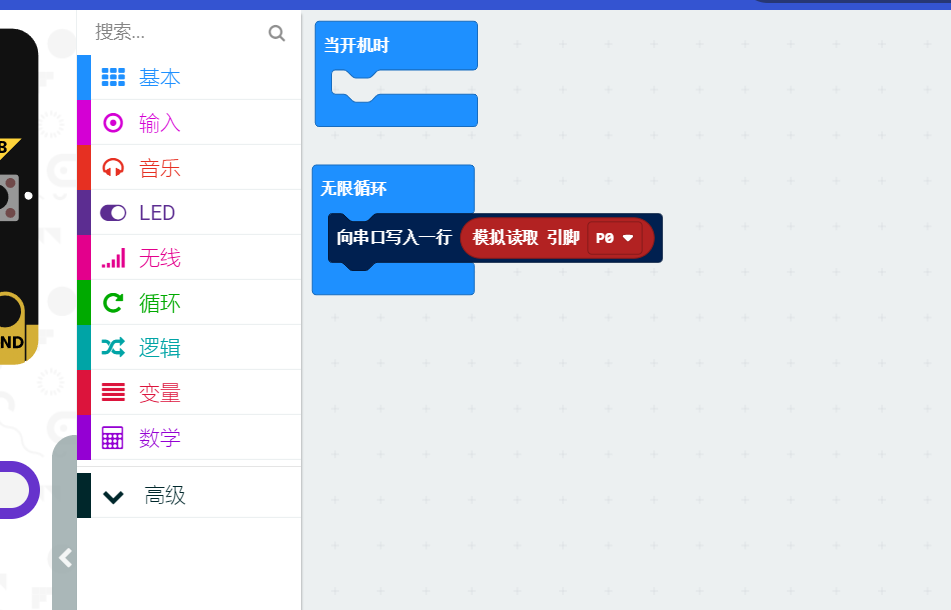 搜索...
基本
输入
音乐
LED
无线
循环
逻辑
变量
数学
高级
当开机时
无限循环
向串口写入一行 模拟读取 引脚 P0
B
ND